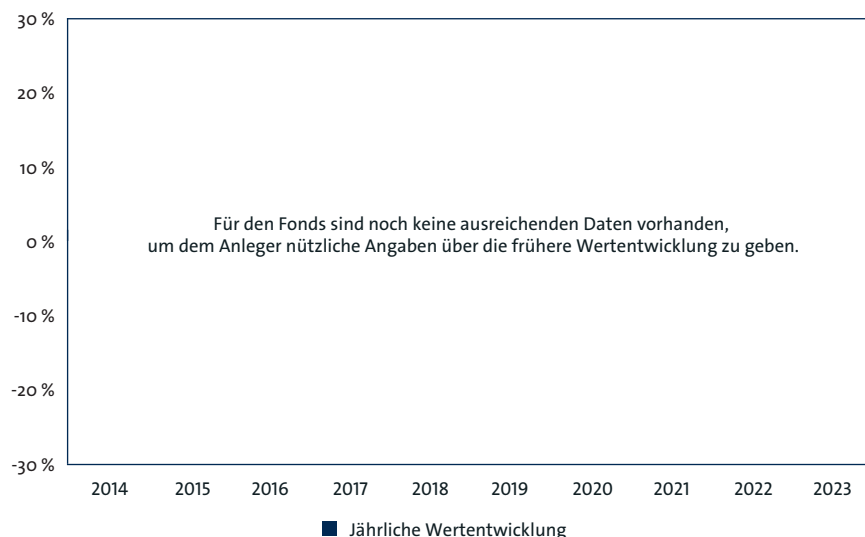 30 %
20 %
10 %
Für den Fonds sind noch keine ausreichenden Daten vorhanden,
0 %
um dem Anleger nützliche Angaben über die frühere Wertentwicklung zu geben.
-10 %
-20 %
-30 %
2014 2015 2016 2017 2018 2019 2020 2021 2022 2023
Jährliche Wertentwicklung